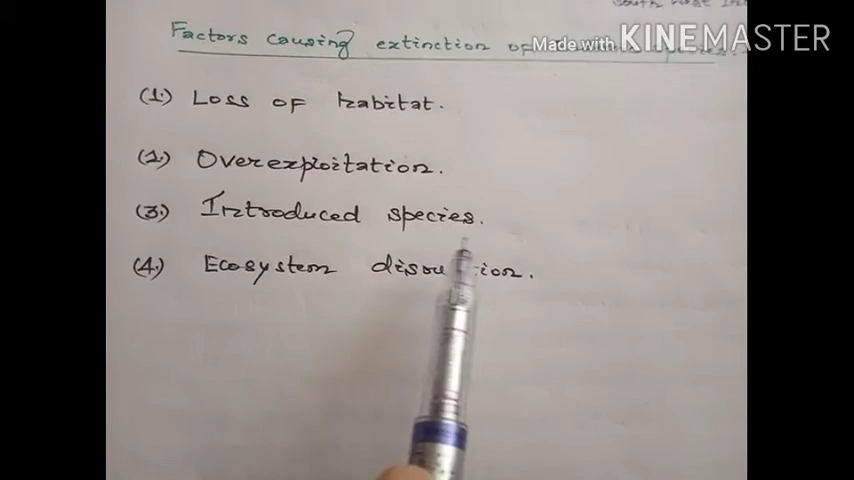 Factors causing extinction of
Made with KINEMASTER
(1.) Loss of habitat.
(2.) Overexploitation.
(3.) Introduced species.
(4.) Ecosystem